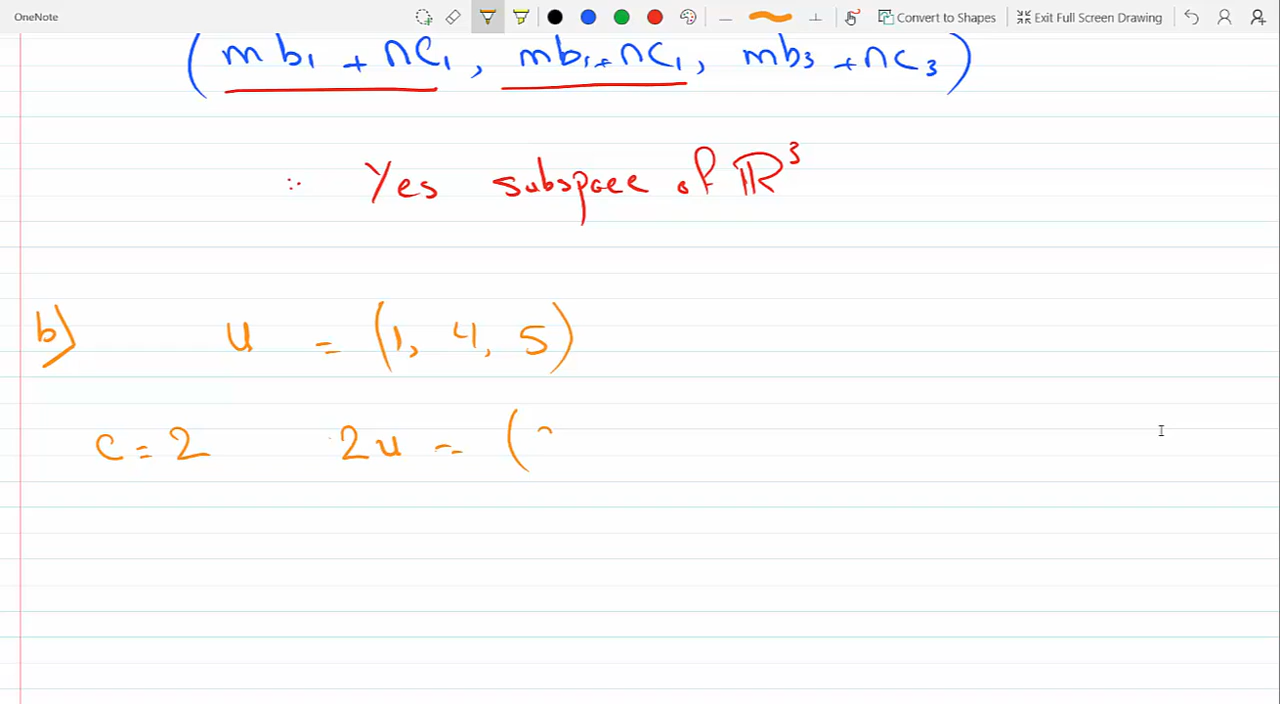 OneNote
Convert to Shapes
Exit Full Screen Drawing
(mb₁ + nc₁, mb₁+nc₁, mb₃ + nc₃)
∴ Yes subspace of ℝ³
b) u = (1, 4, 5)
c = 2 2u = (